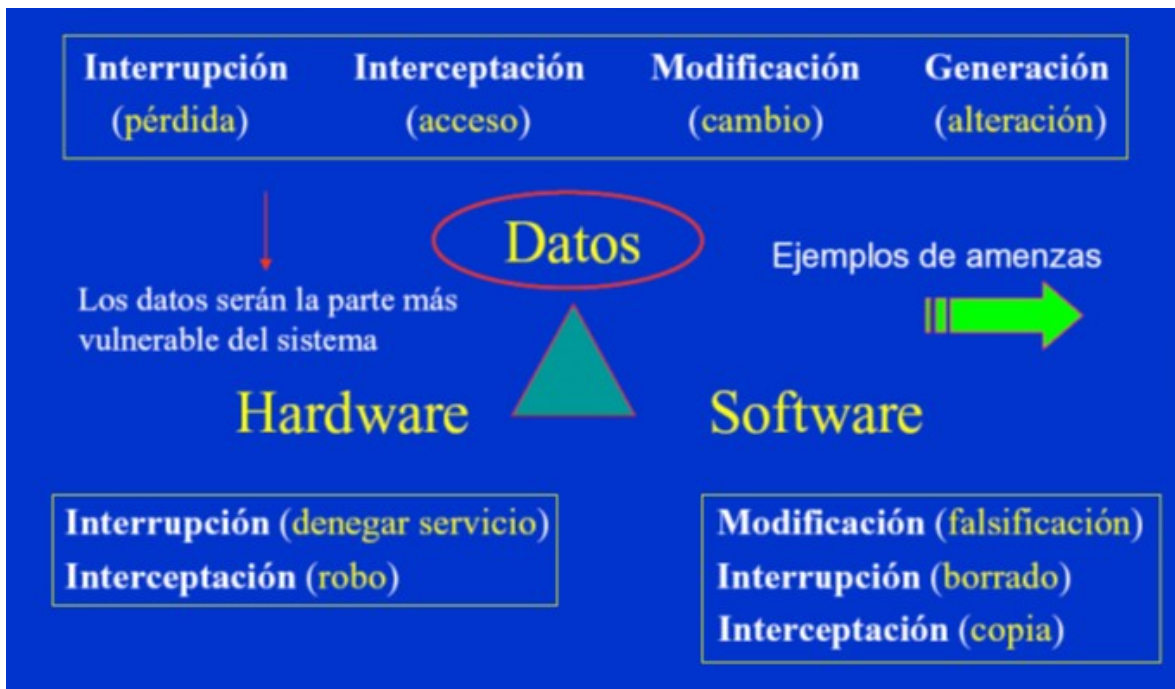 Interrupción Interceptación Modificación Generación
(pérdida) (acceso) (cambio) (alteración)
Datos
Ejemplos de amenzas
Los datos serán la parte más
vulnerable del sistema
Hardware Software
Interrupción (denegar servicio)
Interceptación (robo)
Modificación (falsificación)
Interrupción (borrado)
Interceptación (copia)